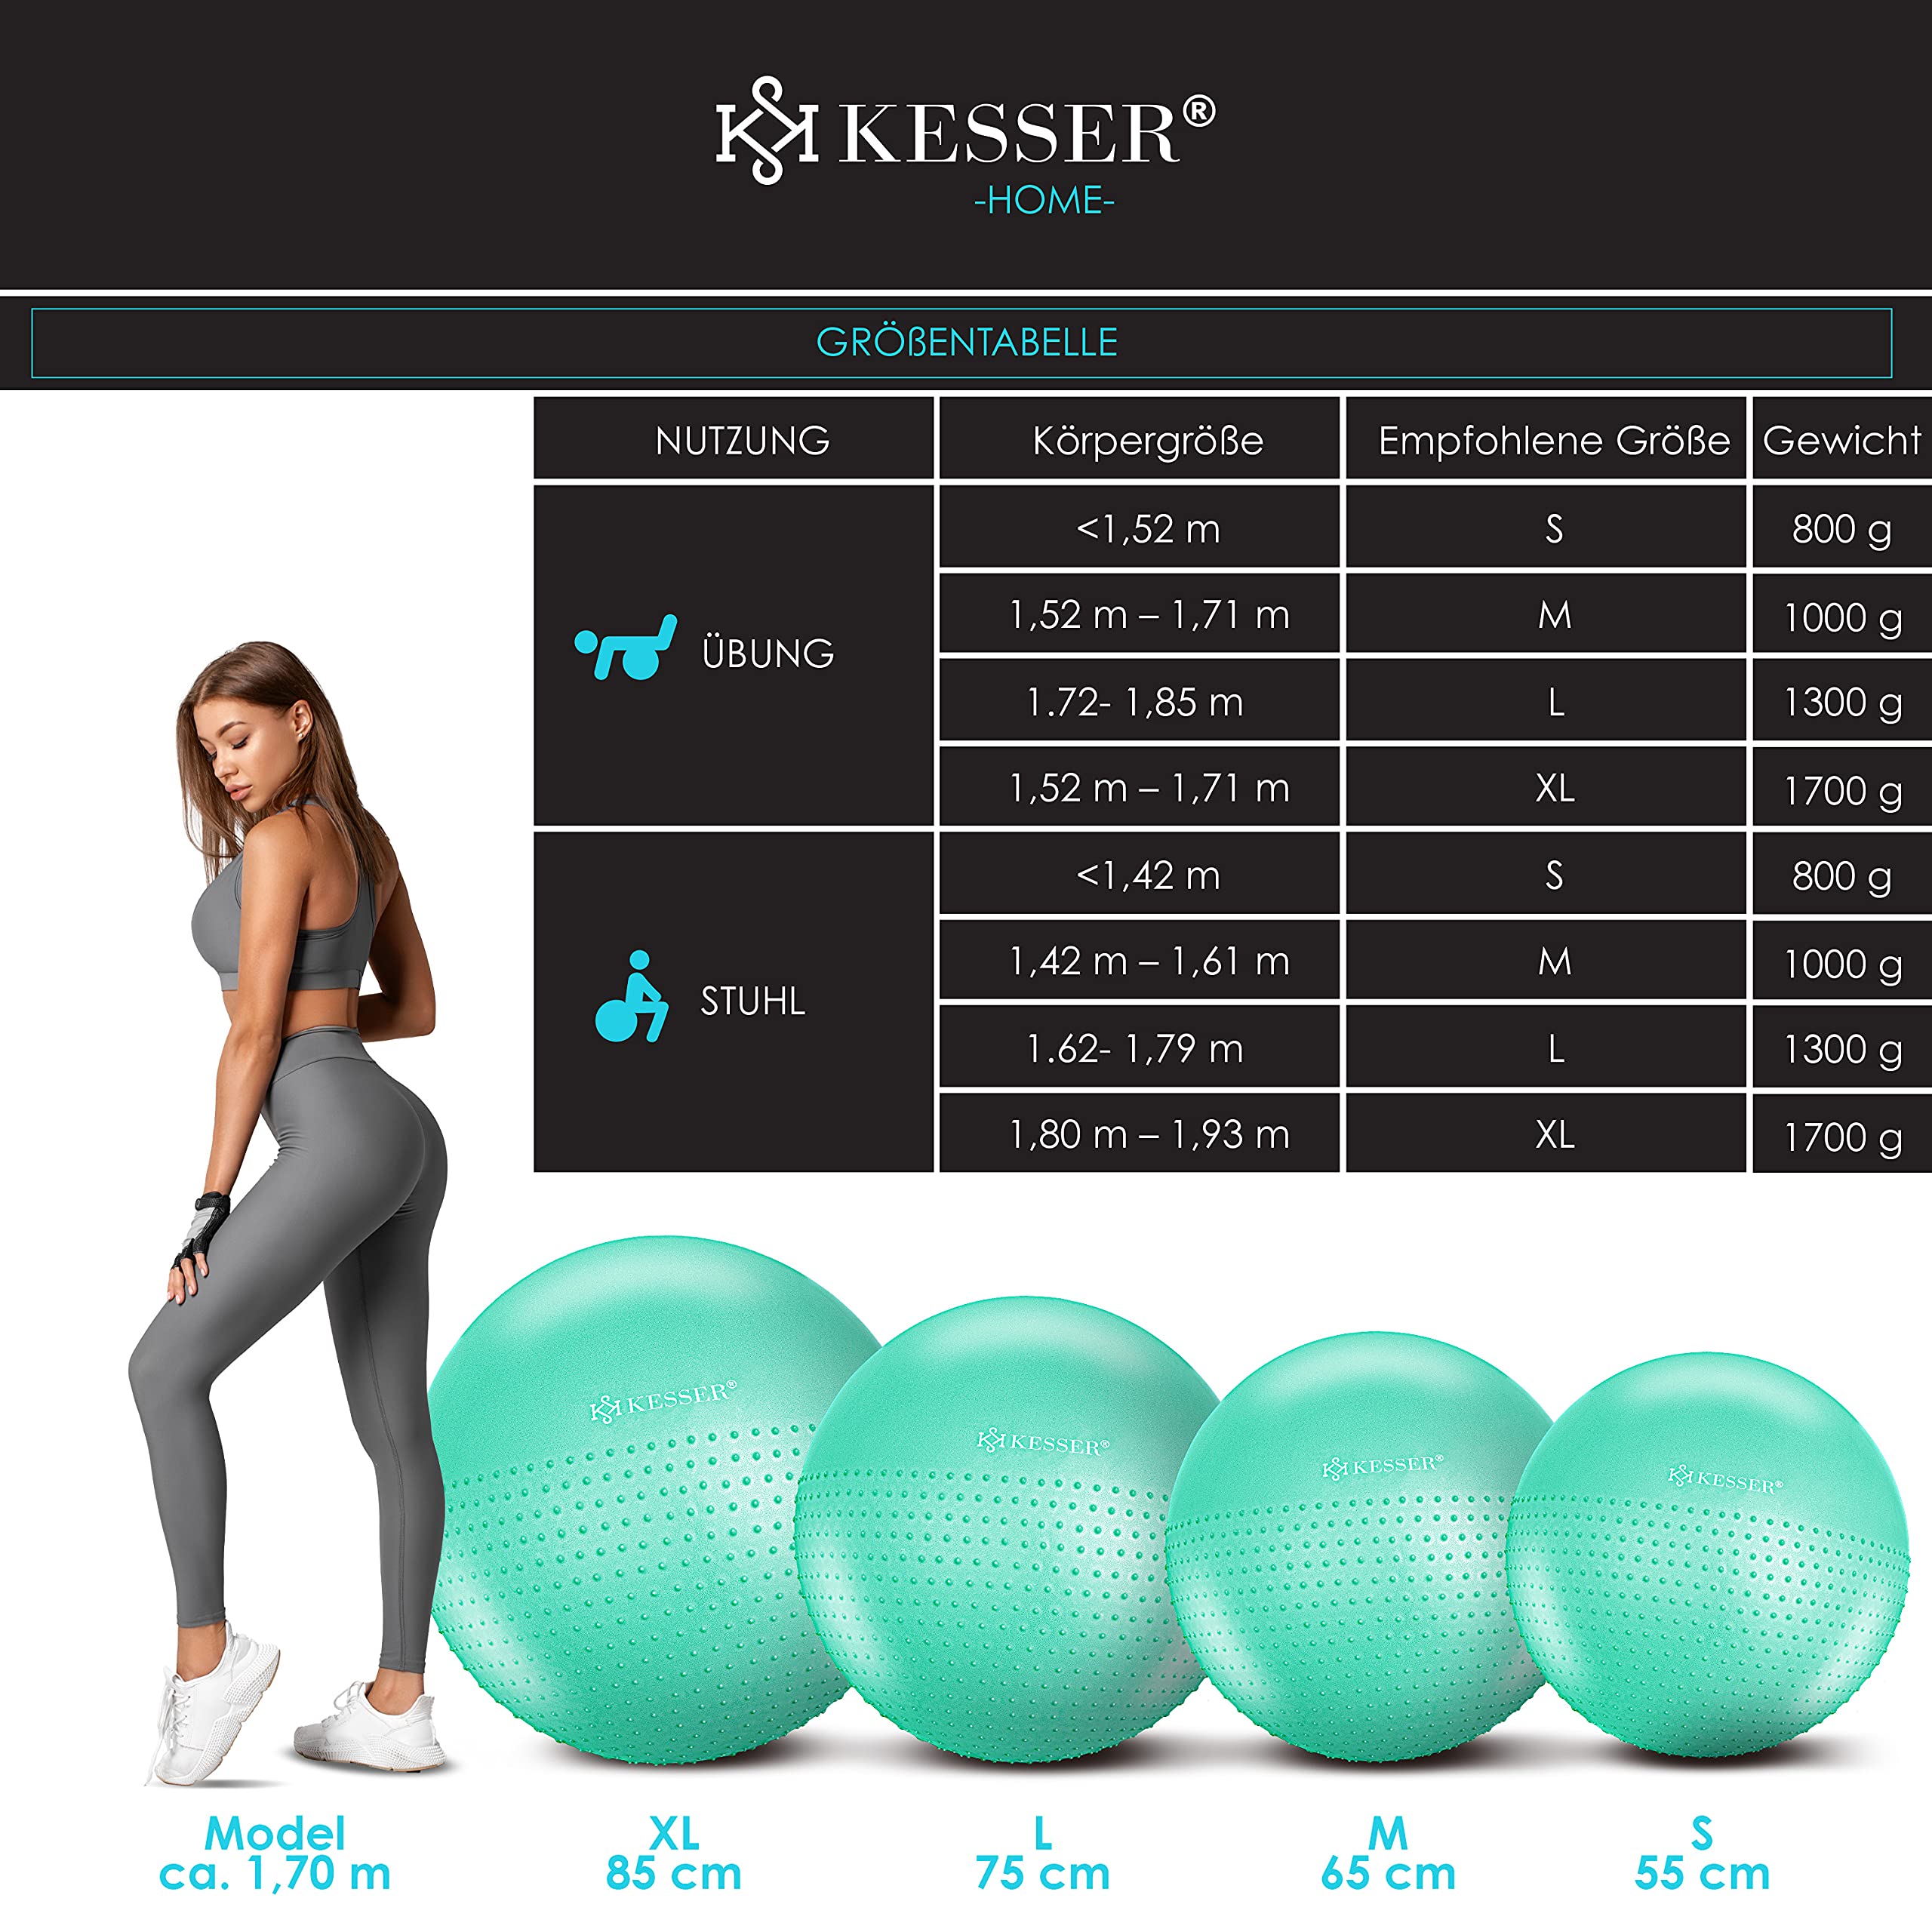 KESSER®
-HOME-
GRÖßENTABELLE
NUTZUNG Körpergröße Empfohlene Größe Gewicht
ÜBUNG
<1,52 m S 800 g
1,52 m – 1,71 m M 1000 g
1.72- 1,85 m L 1300 g
1,52 m – 1,71 m XL 1700 g
STUHL
<1,42 m S 800 g
1,42 m – 1,61 m M 1000 g
1.62- 1,79 m L 1300 g
1,80 m – 1,93 m XL 1700 g
KESSER®
KESSER®
KESSER®
KESSER®
Model
ca. 1,70 m
XL
85 cm
L
75 cm
M
65 cm
S
55 cm